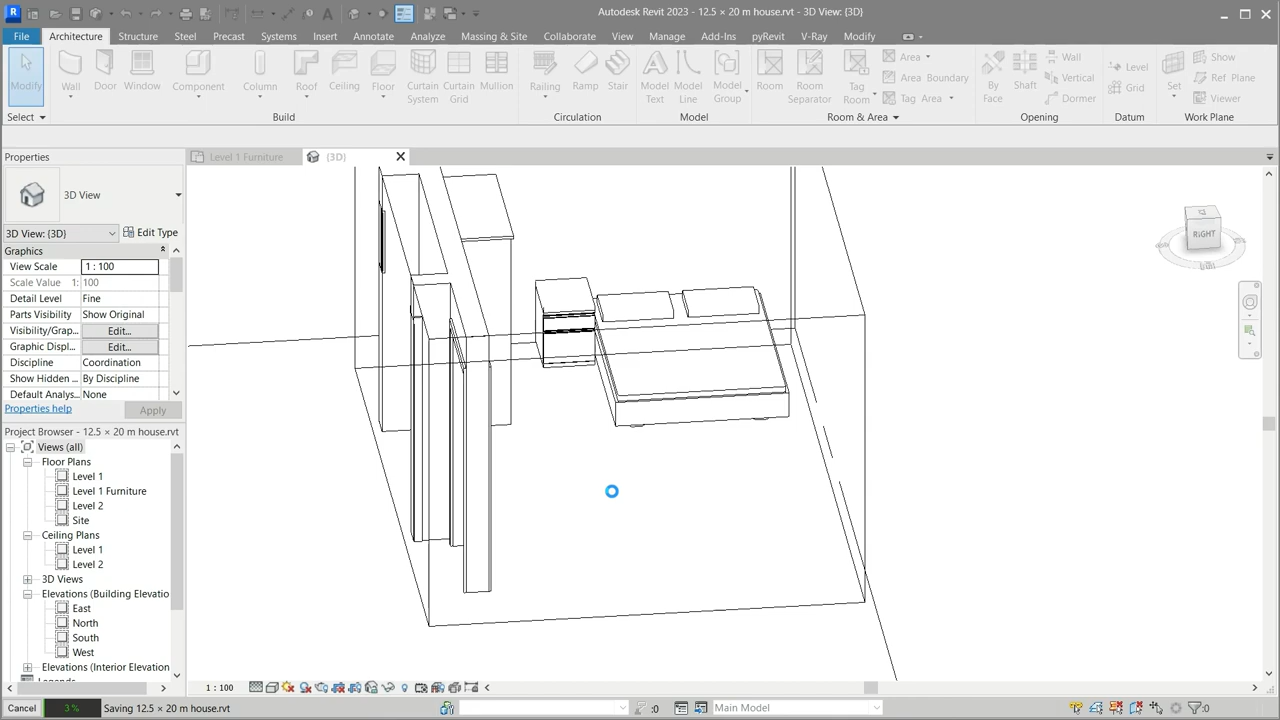 Autodesk Revit 2023 - 12.5 × 20 m house.rvt - 3D View: {3D}
File Architecture Structure Steel Precast Systems Insert Annotate Analyze Massing & Site Collaborate View Manage Add-Ins pyRevit V-Ray Modify
Modify Wall Door Window Component Column Roof Ceiling Floor Curtain System Curtain Grid Mullion Railing Ramp Stair Model Text Model Line Model Group Room Room Separator Tag Room Area Area Boundary Tag Area By Face Shaft Wall Vertical Dormer Level Grid Set Show Ref Plane Viewer
Select Build Circulation Model Room & Area Opening Datum Work Plane
Properties
Level 1 Furniture {3D}
3D View
3D View: {3D} Edit Type
Graphics
View Scale 1 : 100
Scale Value 1: 100
Detail Level Fine
Parts Visibility Show Original
Visibility/Grap... Edit...
Graphic Displ... Edit...
Discipline Coordination
Show Hidden ... By Discipline
Default Analys... None
Properties help Apply
Project Browser - 12.5 × 20 m house.rvt
Views (all)
Floor Plans
Level 1
Level 1 Furniture
Level 2
Site
Ceiling Plans
Level 1
Level 2
3D Views
Elevations (Building Elevatio
East
North
South
West
Elevations (Interior Elevation
RIGHT
1 : 100
Cancel 3 % Saving 12.5 × 20 m house.rvt :0 Main Model :0